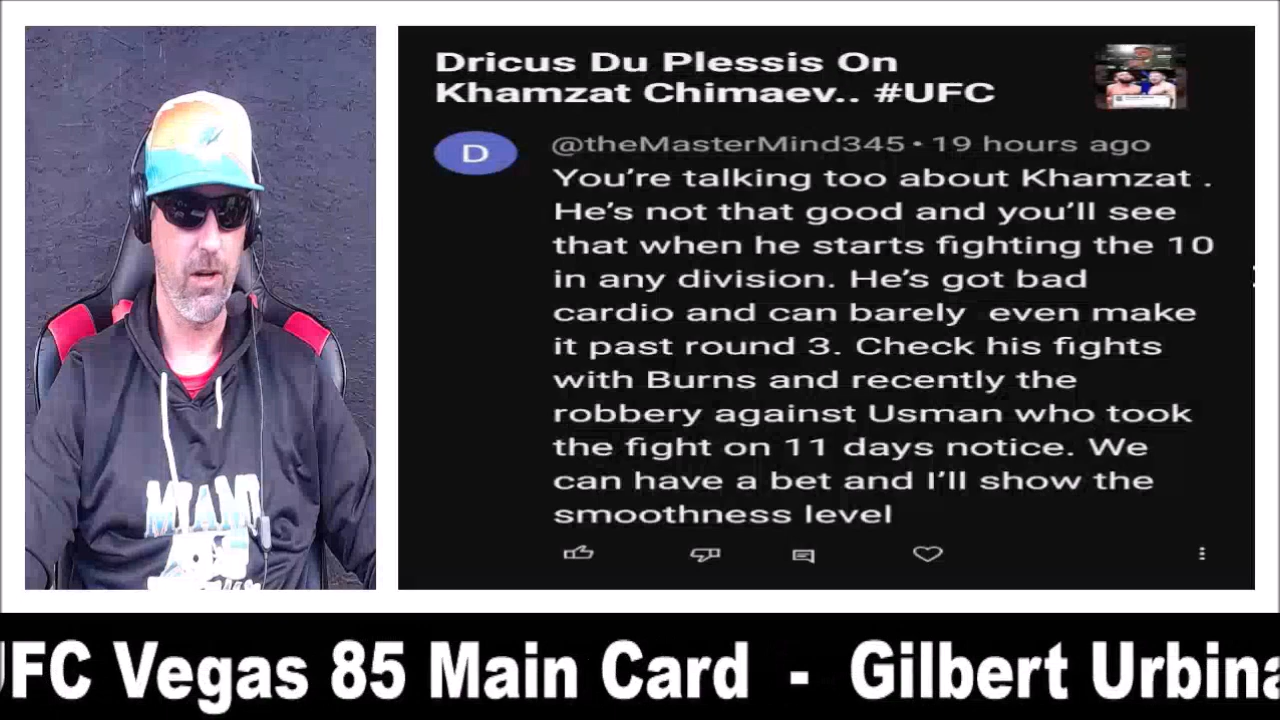 Dricus Du Plessis On
Khamzat Chimaev.. #UFC
D
@theMasterMind345 • 19 hours ago
You're talking too about Khamzat .
He's not that good and you'll see
that when he starts fighting the 10
in any division. He's got bad
cardio and can barely even make
it past round 3. Check his fights
with Burns and recently the
robbery against Usman who took
the fight on 11 days notice. We
can have a bet and I'll show the
smoothness level
MIAMI
UFC Vegas 85 Main Card - Gilbert Urbina